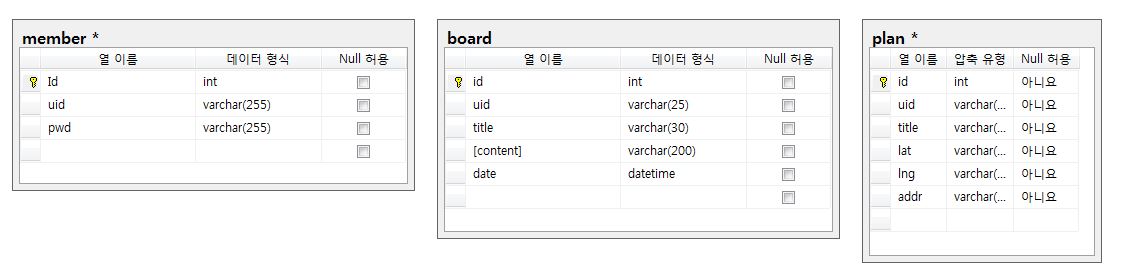 member *
열 이름 데이터 형식 Null 허용
Id int
uid varchar(255)
pwd varchar(255)
board
열 이름 데이터 형식 Null 허용
id int
uid varchar(25)
title varchar(30)
[content] varchar(200)
date datetime
plan *
열 이름 압축 유형 Null 허용
id int 아니요
uid varchar(... 아니요
title varchar(... 아니요
lat varchar(... 아니요
lng varchar(... 아니요
addr varchar(... 아니요